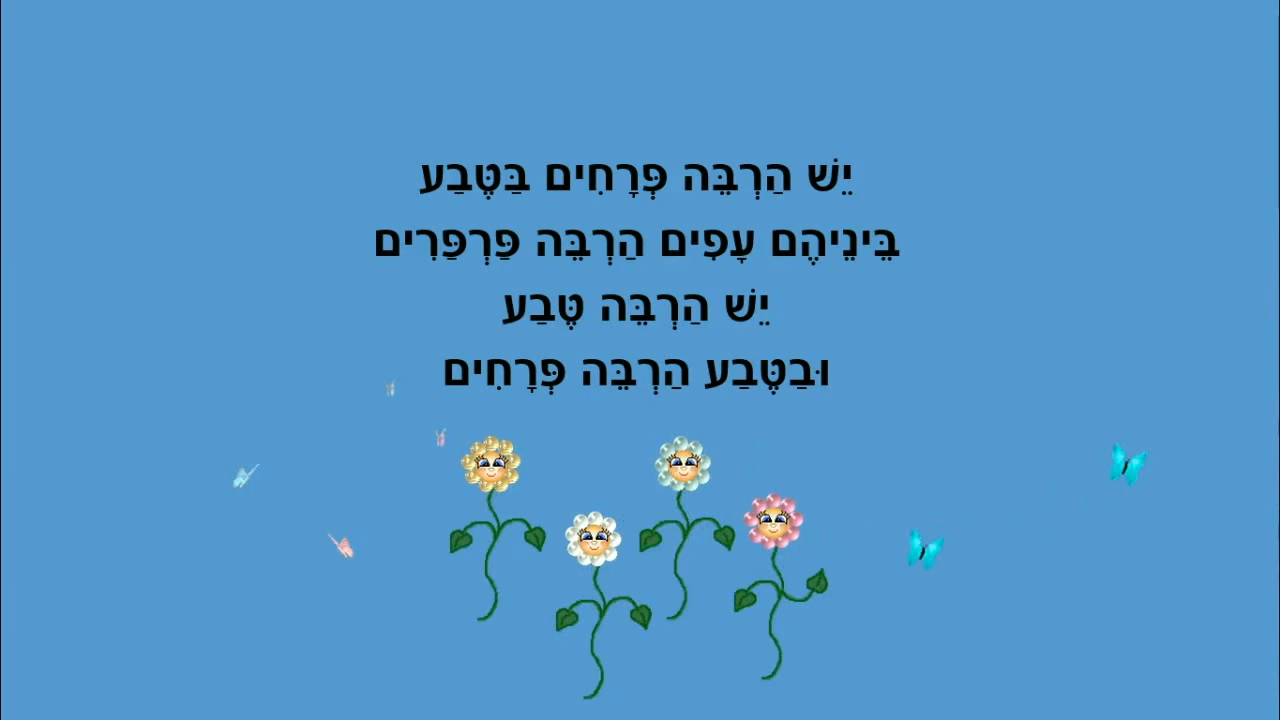 יֵשׁ הַרְבֵּה פְּרָחִים בַּטֶּבַע
בֵּינֵיהֶם עָפִים הַרְבֵּה פַּרְפַּרִים
יֵשׁ הַרְבֵּה טֶּבַע
וּבַטֶּבַע הַרְבֵּה פְּרָחִים